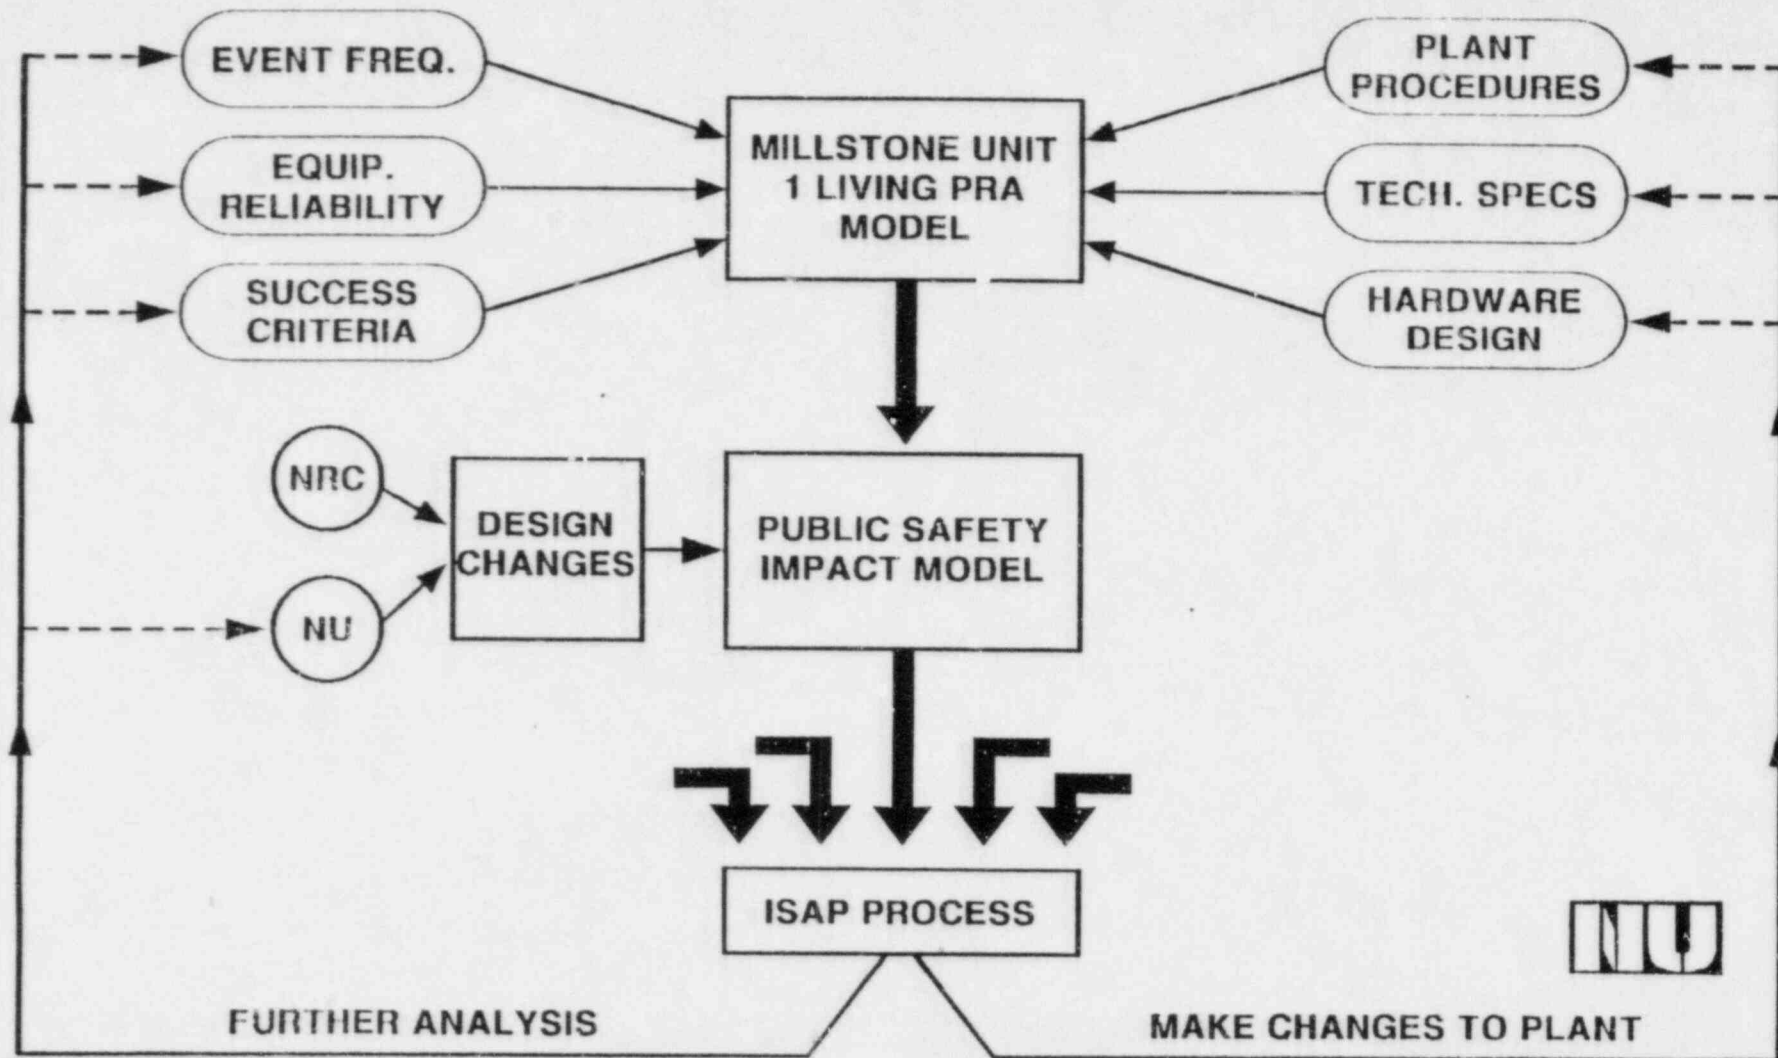 EVENT FREQ.
EQUIP.
RELIABILITY
SUCCESS
CRITERIA
MILLSTONE UNIT
1 LIVING PRA
MODEL
PLANT
PROCEDURES
TECH. SPECS
HARDWARE
DESIGN
NRC
NU
DESIGN
CHANGES
PUBLIC SAFETY
IMPACT MODEL
ISAP PROCESS
NU
FURTHER ANALYSIS
MAKE CHANGES TO PLANT